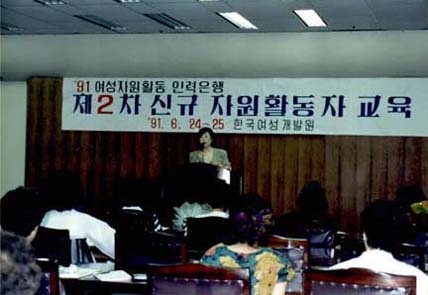 '91 여성자원활동 인력은행
제2차 신규 자원활동자 교육
'91. 6. 24~25 한국여성개발원